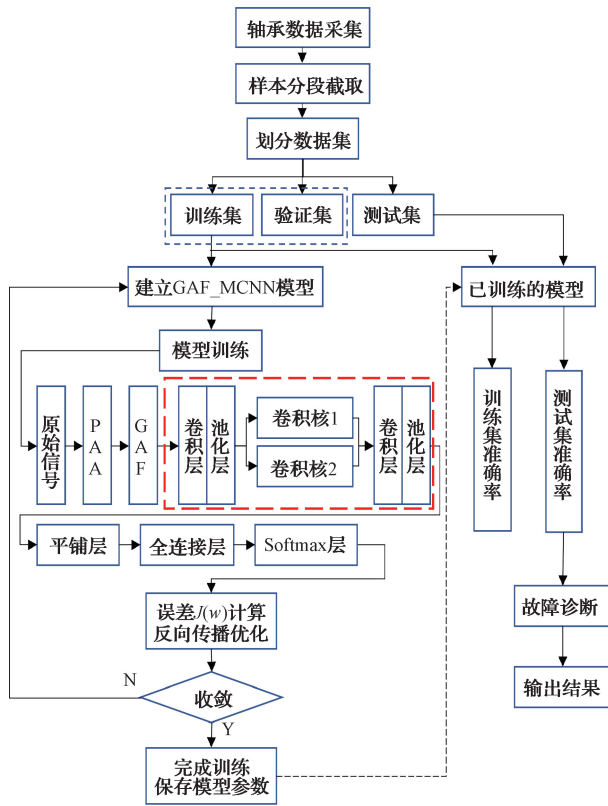 轴承数据采集
样本分段截取
划分数据集
训练集
验证集
测试集
建立GAF_MCNN模型
已训练的模型
模型训练
原始信号
PAA
GAF
卷积层
池化层
卷积核1
卷积核2
卷积层
池化层
训练集准确率
测试集准确率
平铺层
全连接层
Softmax层
误差J(w)计算
反向传播优化
故障诊断
N
收敛
输出结果
Y
完成训练
保存模型参数